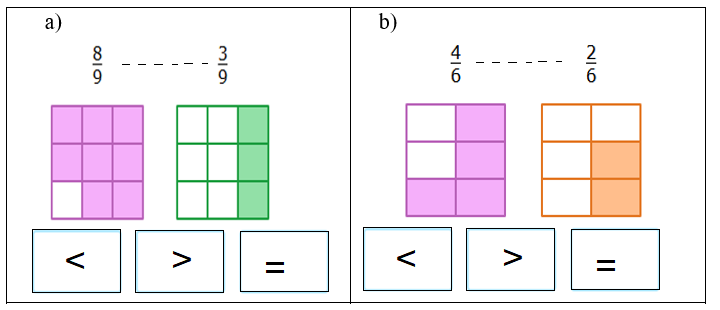 a)
8/9 ------ 3/9
< > =
b)
4/6 ------ 2/6
< > =